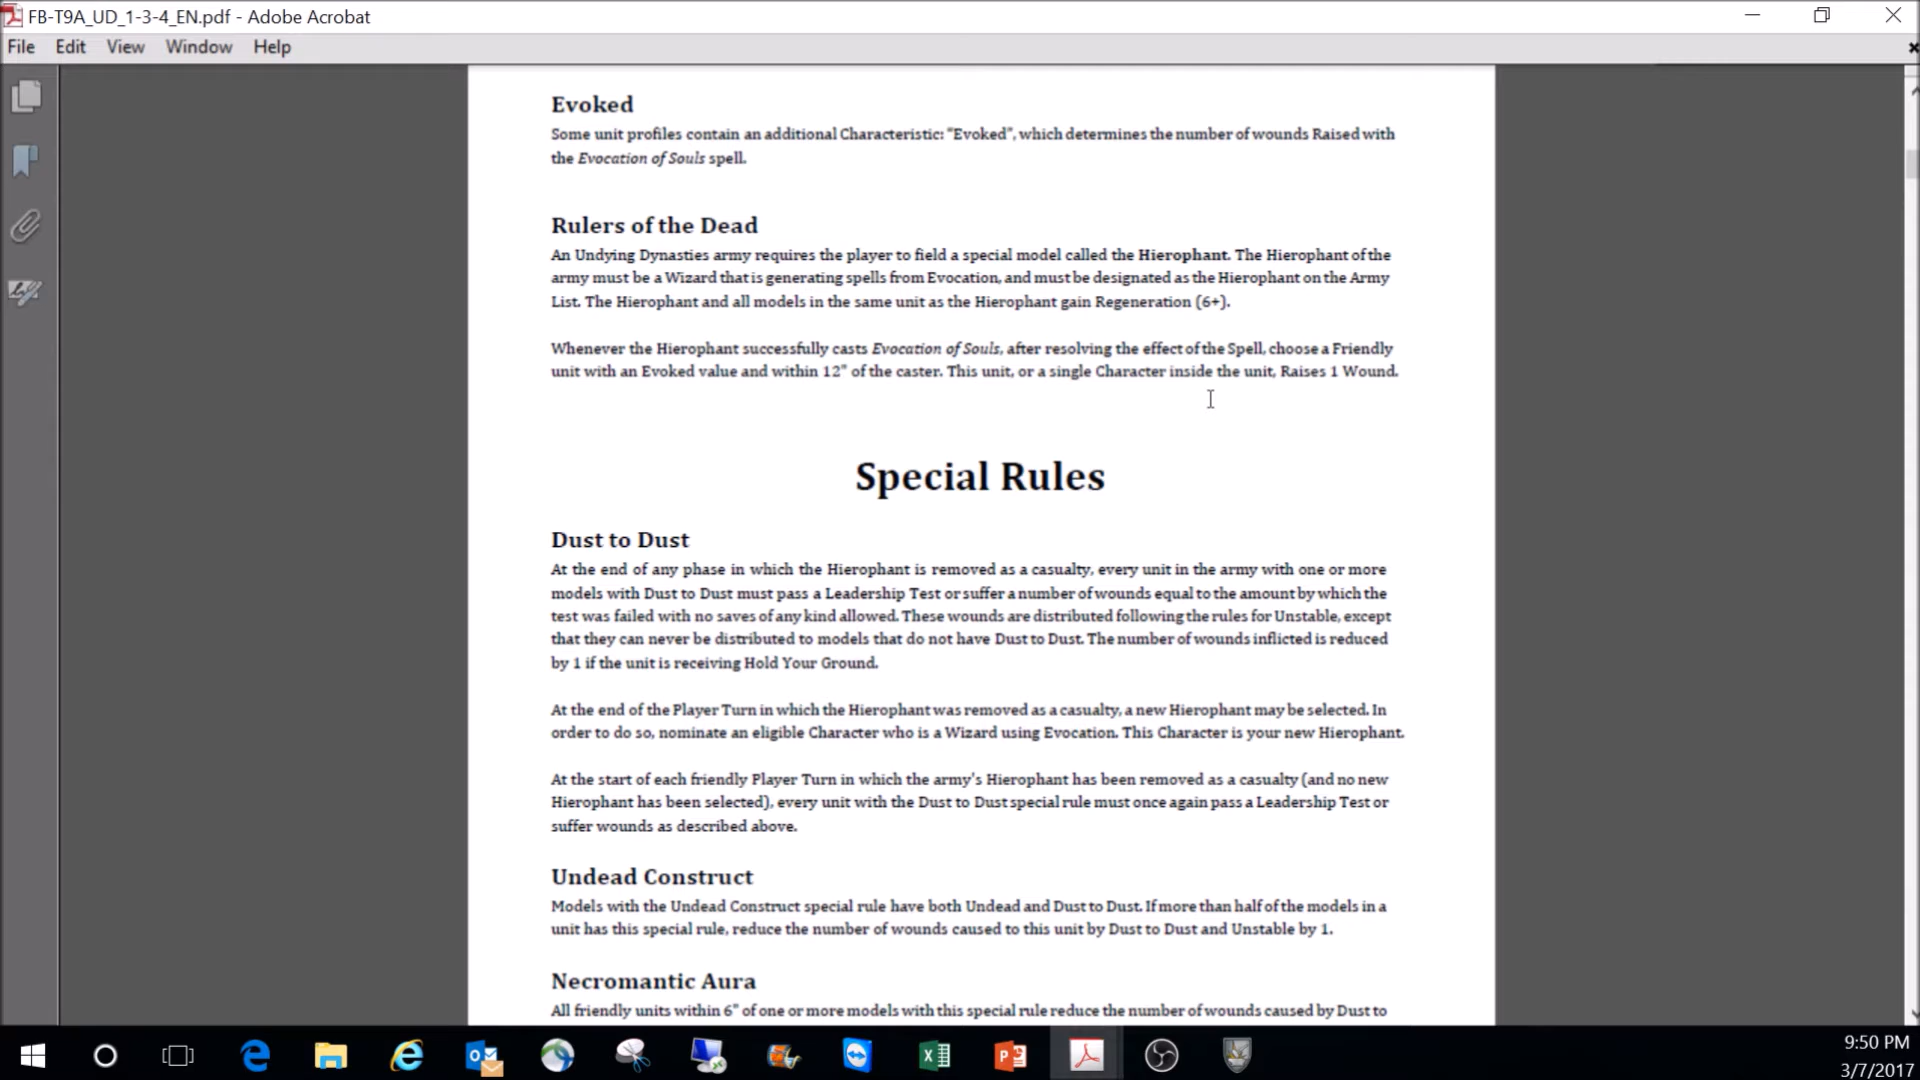 FB-T9A_UD_1-3-4_EN.pdf - Adobe Acrobat
File Edit View Window Help
Evoked
Some unit profiles contain an additional Characteristic: “Evoked”, which determines the number of wounds Raised with
the Evocation of Souls spell.
Rulers of the Dead
An Undying Dynasties army requires the player to field a special model called the Hierophant. The Hierophant of the
army must be a Wizard that is generating spells from Evocation, and must be designated as the Hierophant on the Army
List. The Hierophant and all models in the same unit as the Hierophant gain Regeneration (6+).
Whenever the Hierophant successfully casts Evocation of Souls, after resolving the effect of the Spell, choose a Friendly
unit with an Evoked value and within 12” of the caster. This unit, or a single Character inside the unit, Raises 1 Wound.
Special Rules
Dust to Dust
At the end of any phase in which the Hierophant is removed as a casualty, every unit in the army with one or more
models with Dust to Dust must pass a Leadership Test or suffer a number of wounds equal to the amount by which the
test was failed with no saves of any kind allowed. These wounds are distributed following the rules for Unstable, except
that they can never be distributed to models that do not have Dust to Dust. The number of wounds inflicted is reduced
by 1 if the unit is receiving Hold Your Ground.
At the end of the Player Turn in which the Hierophant was removed as a casualty, a new Hierophant may be selected. In
order to do so, nominate an eligible Character who is a Wizard using Evocation. This Character is your new Hierophant.
At the start of each friendly Player Turn in which the army's Hierophant has been removed as a casualty (and no new
Hierophant has been selected), every unit with the Dust to Dust special rule must once again pass a Leadership Test or
suffer wounds as described above.
Undead Construct
Models with the Undead Construct special rule have both Undead and Dust to Dust. If more than half of the models in a
unit has this special rule, reduce the number of wounds caused to this unit by Dust to Dust and Unstable by 1.
Necromantic Aura
All friendly units within 6” of one or more models with this special rule reduce the number of wounds caused by Dust to
9:50 PM
3/7/2017